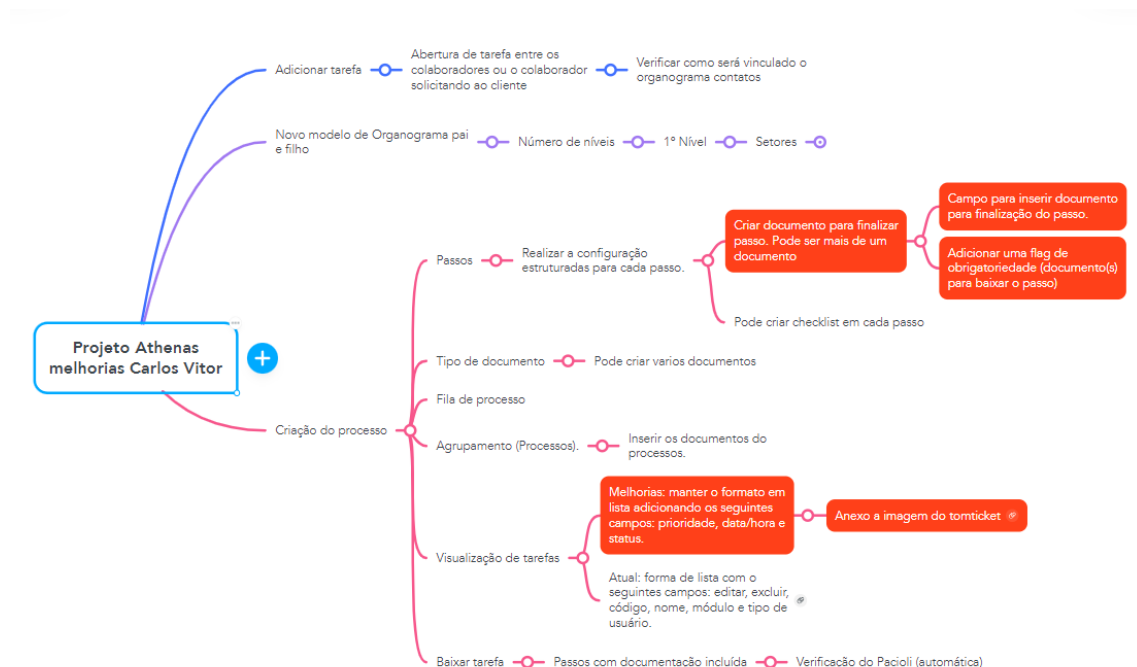 Adicionar tarefa
Abertura de tarefa entre os
colaboradores ou o colaborador
solicitando ao cliente
Verificar como será vinculado o
organograma contatos
Novo modelo de Organograma pai
e filho
Número de níveis
1º Nível
Setores
Projeto Athenas
melhorias Carlos Vitor
Criação do processo
Passos
Realizar a configuração
estruturadas para cada passo.
Criar documento para finalizar
passo. Pode ser mais de um
documento
Campo para inserir documento
para finalização do passo.
Adicionar uma flag de
obrigatoriedade (documento(s)
para baixar o passo)
Pode criar checklist em cada passo
Tipo de documento
Pode criar varios documentos
Fila de processo
Agrupamento (Processos).
Inserir os documentos do
processos.
Visualização de tarefas
Melhorias: manter o formato em
lista adicionando os seguintes
campos: prioridade, data/hora e
status.
Anexo a imagem do tomticket
Atual: forma de lista com o
seguintes campos: editar, excluir,
código, nome, módulo e tipo de
usuário.
Baixar tarefa
Passos com documentação incluída
Verificação do Pacioli (automática)